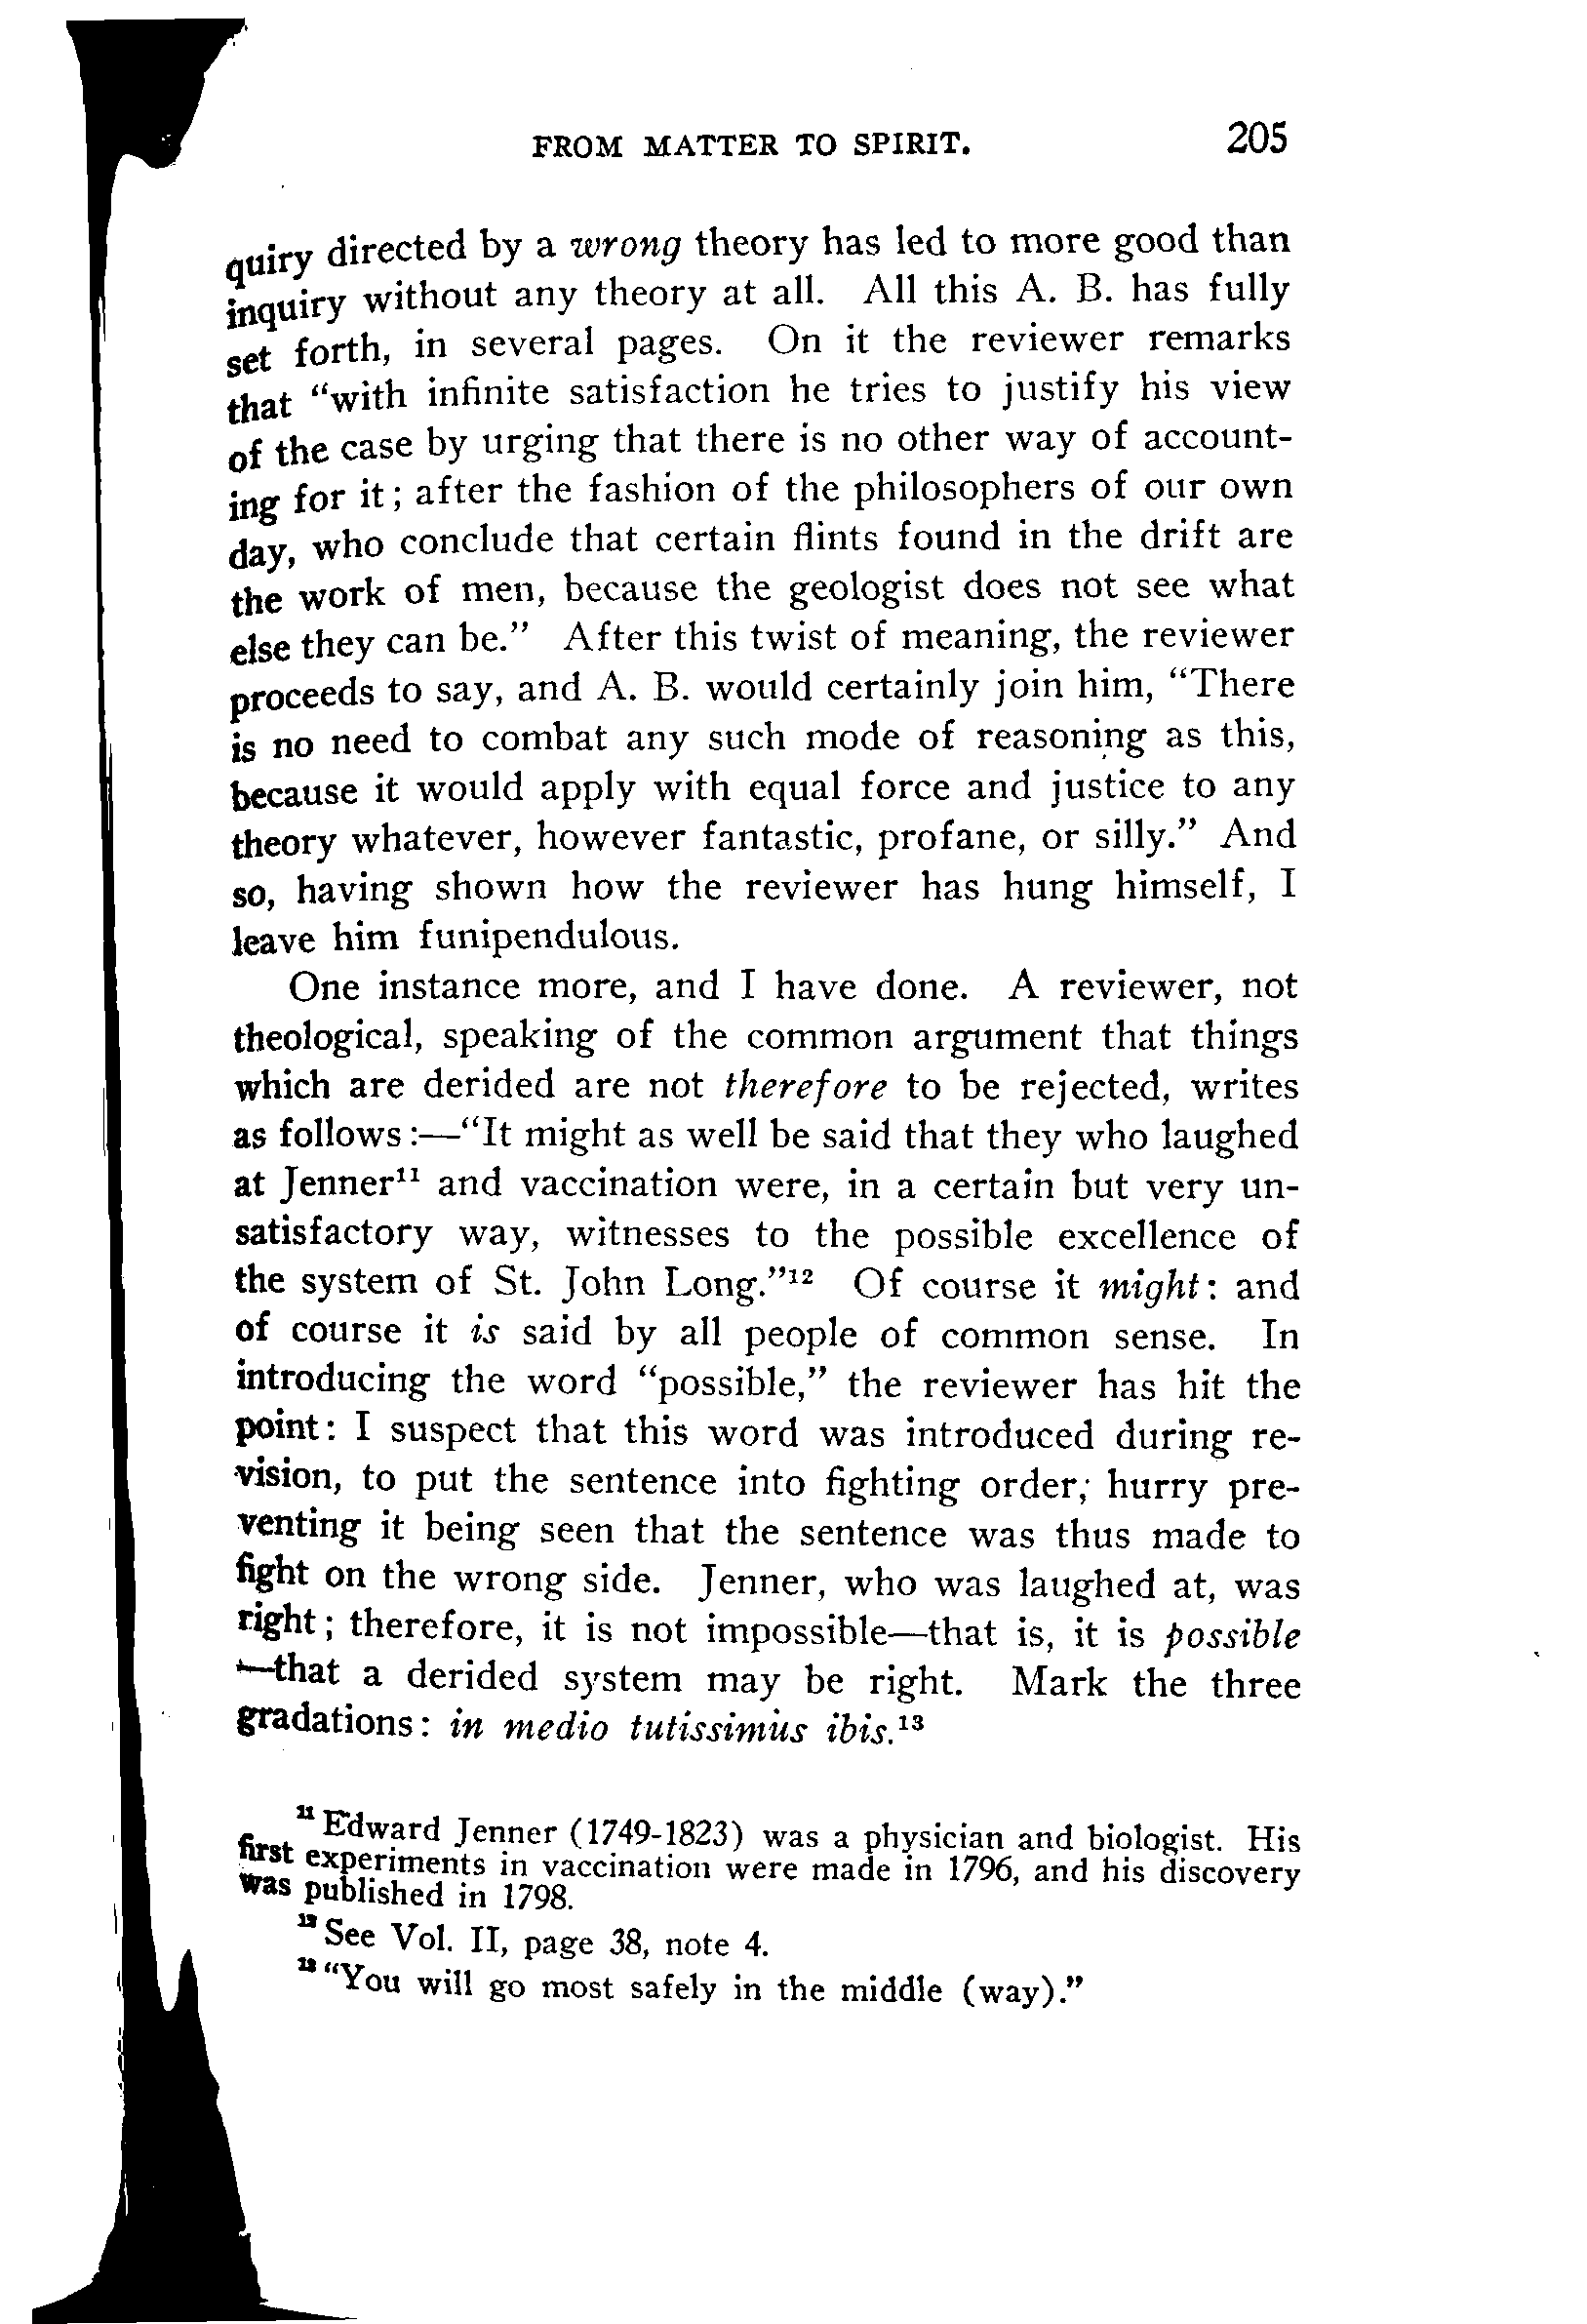 FROM MATTER TO SPIRIT. 205
quiry directed by a wrong theory has led to more good than
inquiry without any theory at all. All this A. B. has fully
set forth, in several pages. On it the reviewer remarks
that "with infinite satisfaction he tries to justify his view
of the case by urging that there is no other way of account-
ing for it; after the fashion of the philosophers of our own
day, who conclude that certain flints found in the drift are
the work of men, because the geologist does not see what
else they can be." After this twist of meaning, the reviewer
proceeds to say, and A. B. would certainly join him, "There
is no need to combat any such mode of reasoning as this,
because it would apply with equal force and justice to any
theory whatever, however fantastic, profane, or silly." And
so, having shown how the reviewer has hung himself, I
leave him funipendulous.
One instance more, and I have done. A reviewer, not
theological, speaking of the common argument that things
which are derided are not therefore to be rejected, writes
as follows:—"It might as well be said that they who laughed
at Jenner¹¹ and vaccination were, in a certain but very un-
satisfactory way, witnesses to the possible excellence of
the system of St. John Long."¹² Of course it might: and
of course it is said by all people of common sense. In
introducing the word "possible," the reviewer has hit the
point: I suspect that this word was introduced during re-
vision, to put the sentence into fighting order; hurry pre-
venting it being seen that the sentence was thus made to
fight on the wrong side. Jenner, who was laughed at, was
right; therefore, it is not impossible—that is, it is possible
—that a derided system may be right. Mark the three
gradations: in medio tutissimus ibis.¹³
¹¹ Edward Jenner (1749-1823) was a physician and biologist. His
first experiments in vaccination were made in 1796, and his discovery
was published in 1798.
¹² See Vol. II, page 38, note 4.
¹³ "You will go most safely in the middle (way)."